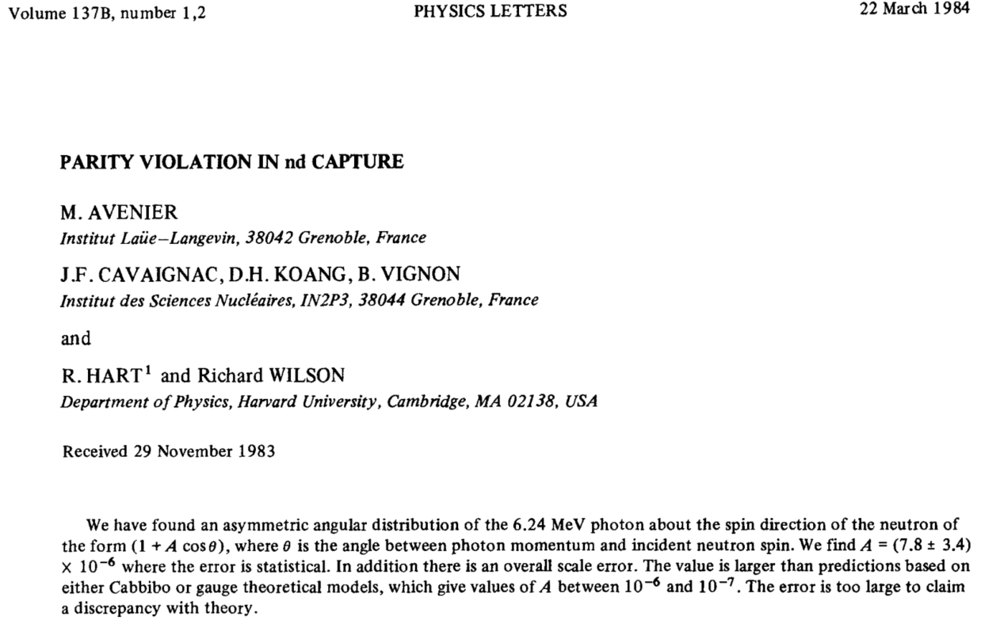 Volume 137B, number 1,2 PHYSICS LETTERS 22 March 1984
PARITY VIOLATION IN nd CAPTURE
M. AVENIER
Institut Laüe–Langevin, 38042 Grenoble, France
J.F. CAVAIGNAC, D.H. KOANG, B. VIGNON
Institut des Sciences Nucléaires, IN2P3, 38044 Grenoble, France
and
R. HART¹ and Richard WILSON
Department of Physics, Harvard University, Cambridge, MA 02138, USA
Received 29 November 1983
We have found an asymmetric angular distribution of the 6.24 MeV photon about the spin direction of the neutron of
the form (1 + A cosθ), where θ is the angle between photon momentum and incident neutron spin. We find A = (7.8 ± 3.4)
× 10⁻⁶ where the error is statistical. In addition there is an overall scale error. The value is larger than predictions based on
either Cabbibo or gauge theoretical models, which give values of A between 10⁻⁶ and 10⁻⁷. The error is too large to claim
a discrepancy with theory.